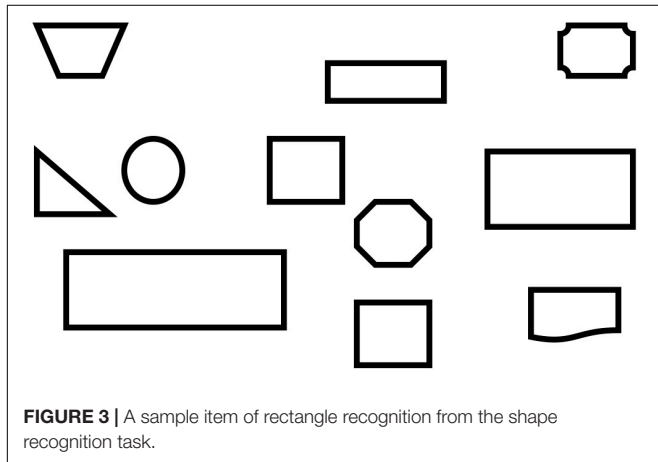 FIGURE 3 | A sample item of rectangle recognition from the shape
recognition task.